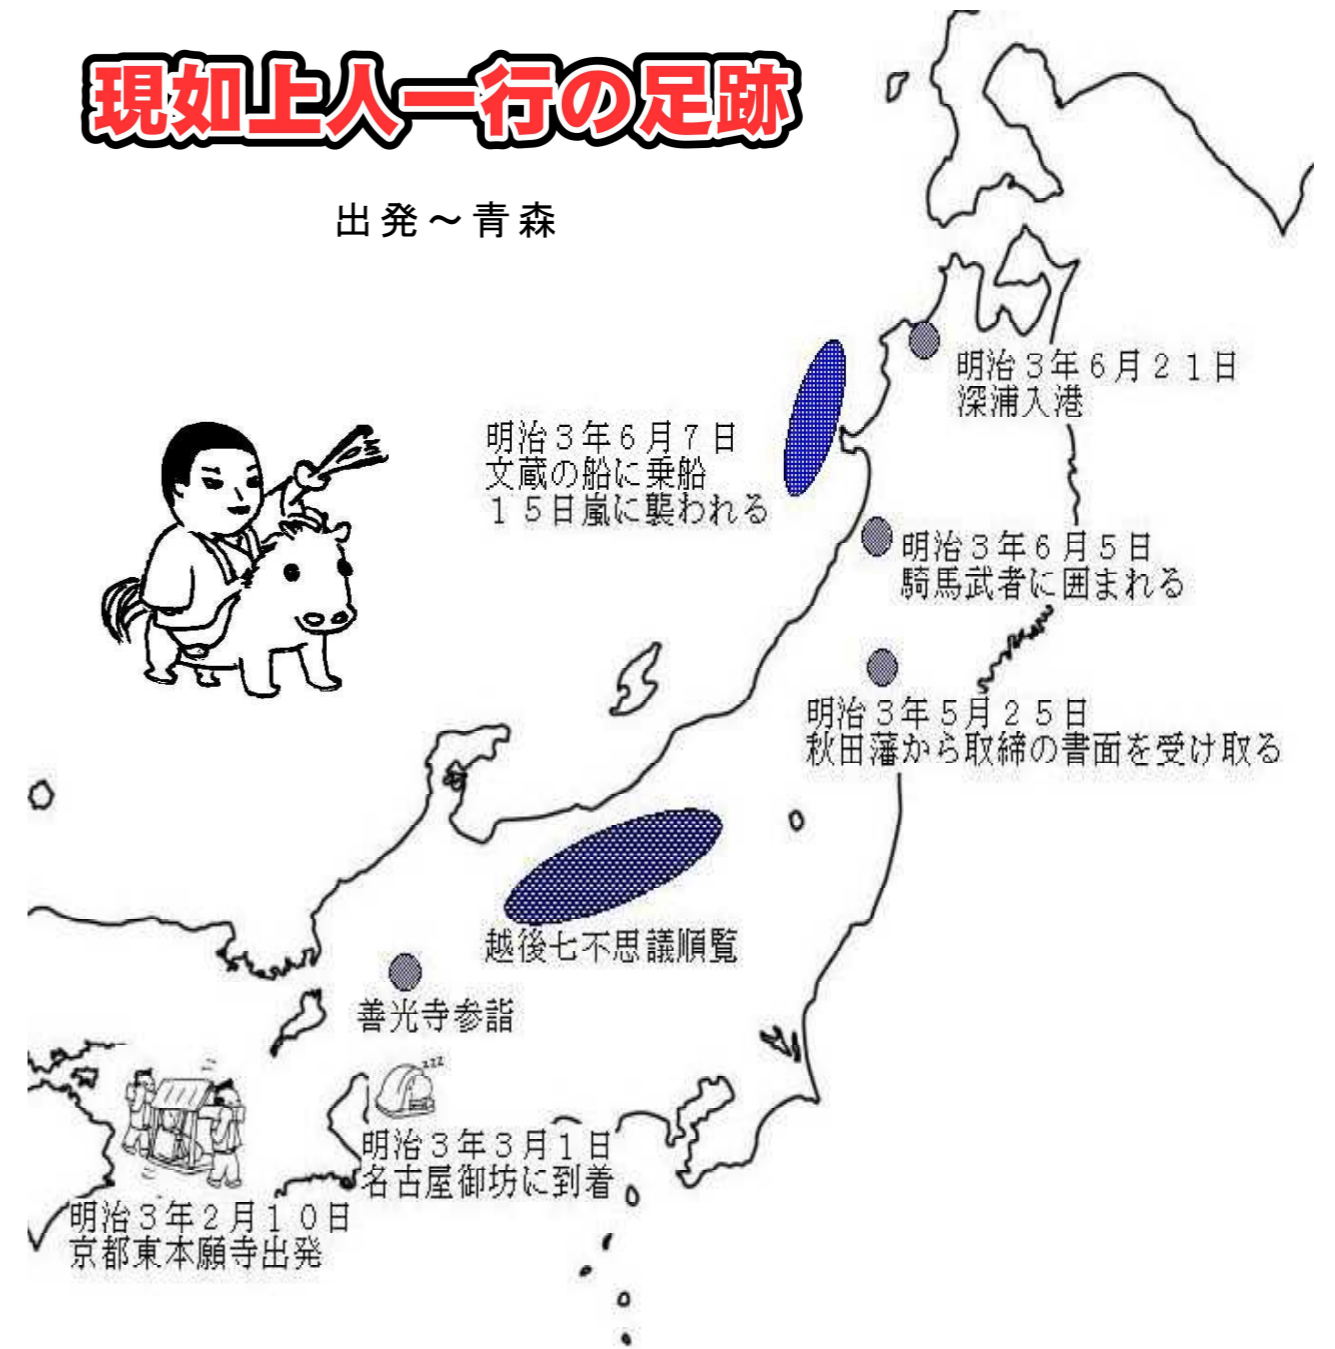 現如上人一行の足跡
出発～青森
明治３年６月２１日
深浦入港
明治３年６月７日
文蔵の船に乗船
１５日嵐に襲われる
明治３年６月５日
騎馬武者に囲まれる
明治３年５月２５日
秋田藩から取締の書面を受け取る
越後七不思議順覧
善光寺参詣
zzz
明治３年３月１日
名古屋御坊に到着
明治３年２月１０日
京都東本願寺出発